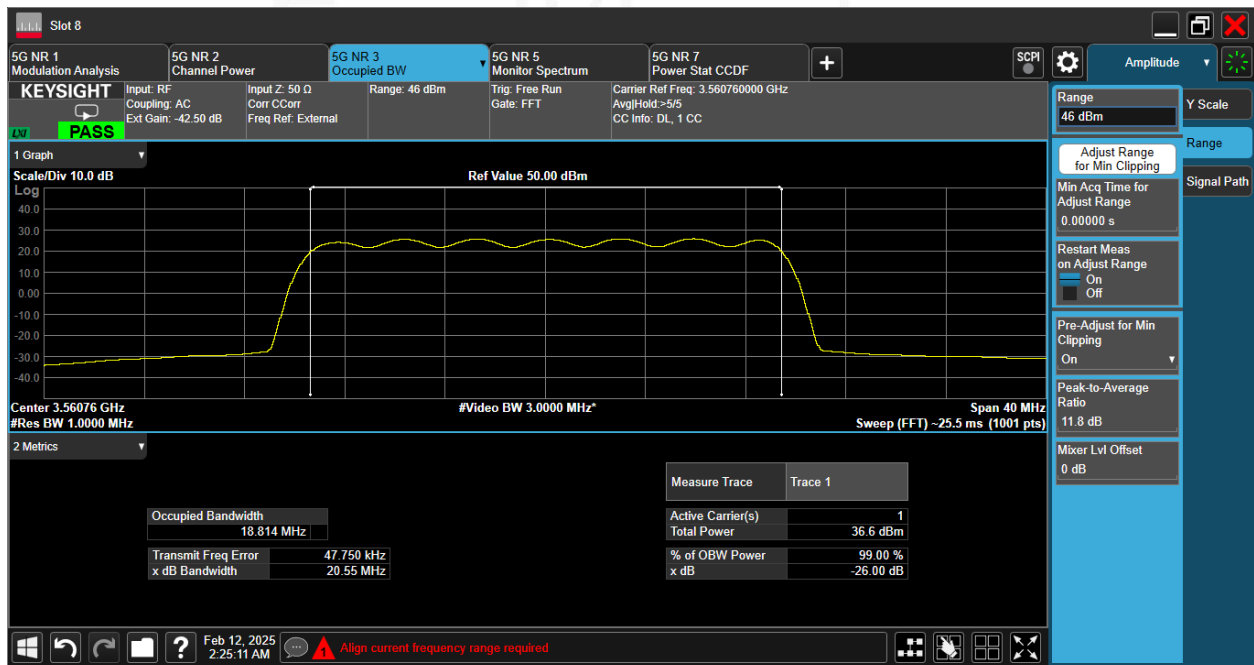 Slot 8
5G NR 1
Modulation Analysis
5G NR 2
Channel Power
5G NR 3
Occupied BW
5G NR 5
Monitor Spectrum
5G NR 7
Power Stat CCDF
SCPI
Amplitude
KEYSIGHT
LXI
PASS
Input: RF
Coupling: AC
Ext Gain: -42.50 dB
Input Z: 50 Ω
Corr CCorr
Freq Ref: External
Range: 46 dBm
Trig: Free Run
Gate: FFT
Carrier Ref Freq: 3.560760000 GHz
Avg|Hold:>5/5
CC Info: DL, 1 CC
1 Graph
Scale/Div 10.0 dB
Ref Value 50.00 dBm
Log
40.0
30.0
20.0
10.0
0.00
-10.0
-20.0
-30.0
-40.0
Center 3.56076 GHz
#Video BW 3.0000 MHz*
Span 40 MHz
#Res BW 1.0000 MHz
Sweep (FFT) ~25.5 ms (1001 pts)
2 Metrics
Measure Trace Trace 1
Occupied Bandwidth
18.814 MHz
Active Carrier(s) 1
Total Power 36.6 dBm
Transmit Freq Error 47.750 kHz
x dB Bandwidth 20.55 MHz
% of OBW Power 99.00 %
x dB -26.00 dB
Range
46 dBm
Adjust Range
for Min Clipping
Min Acq Time for
Adjust Range
0.00000 s
Restart Meas
on Adjust Range
On
Off
Pre-Adjust for Min
Clipping
On
Peak-to-Average
Ratio
11.8 dB
Mixer Lvl Offset
0 dB
Y Scale
Range
Signal Path
?
Feb 12, 2025
2:25:11 AM
1
Align current frequency range required